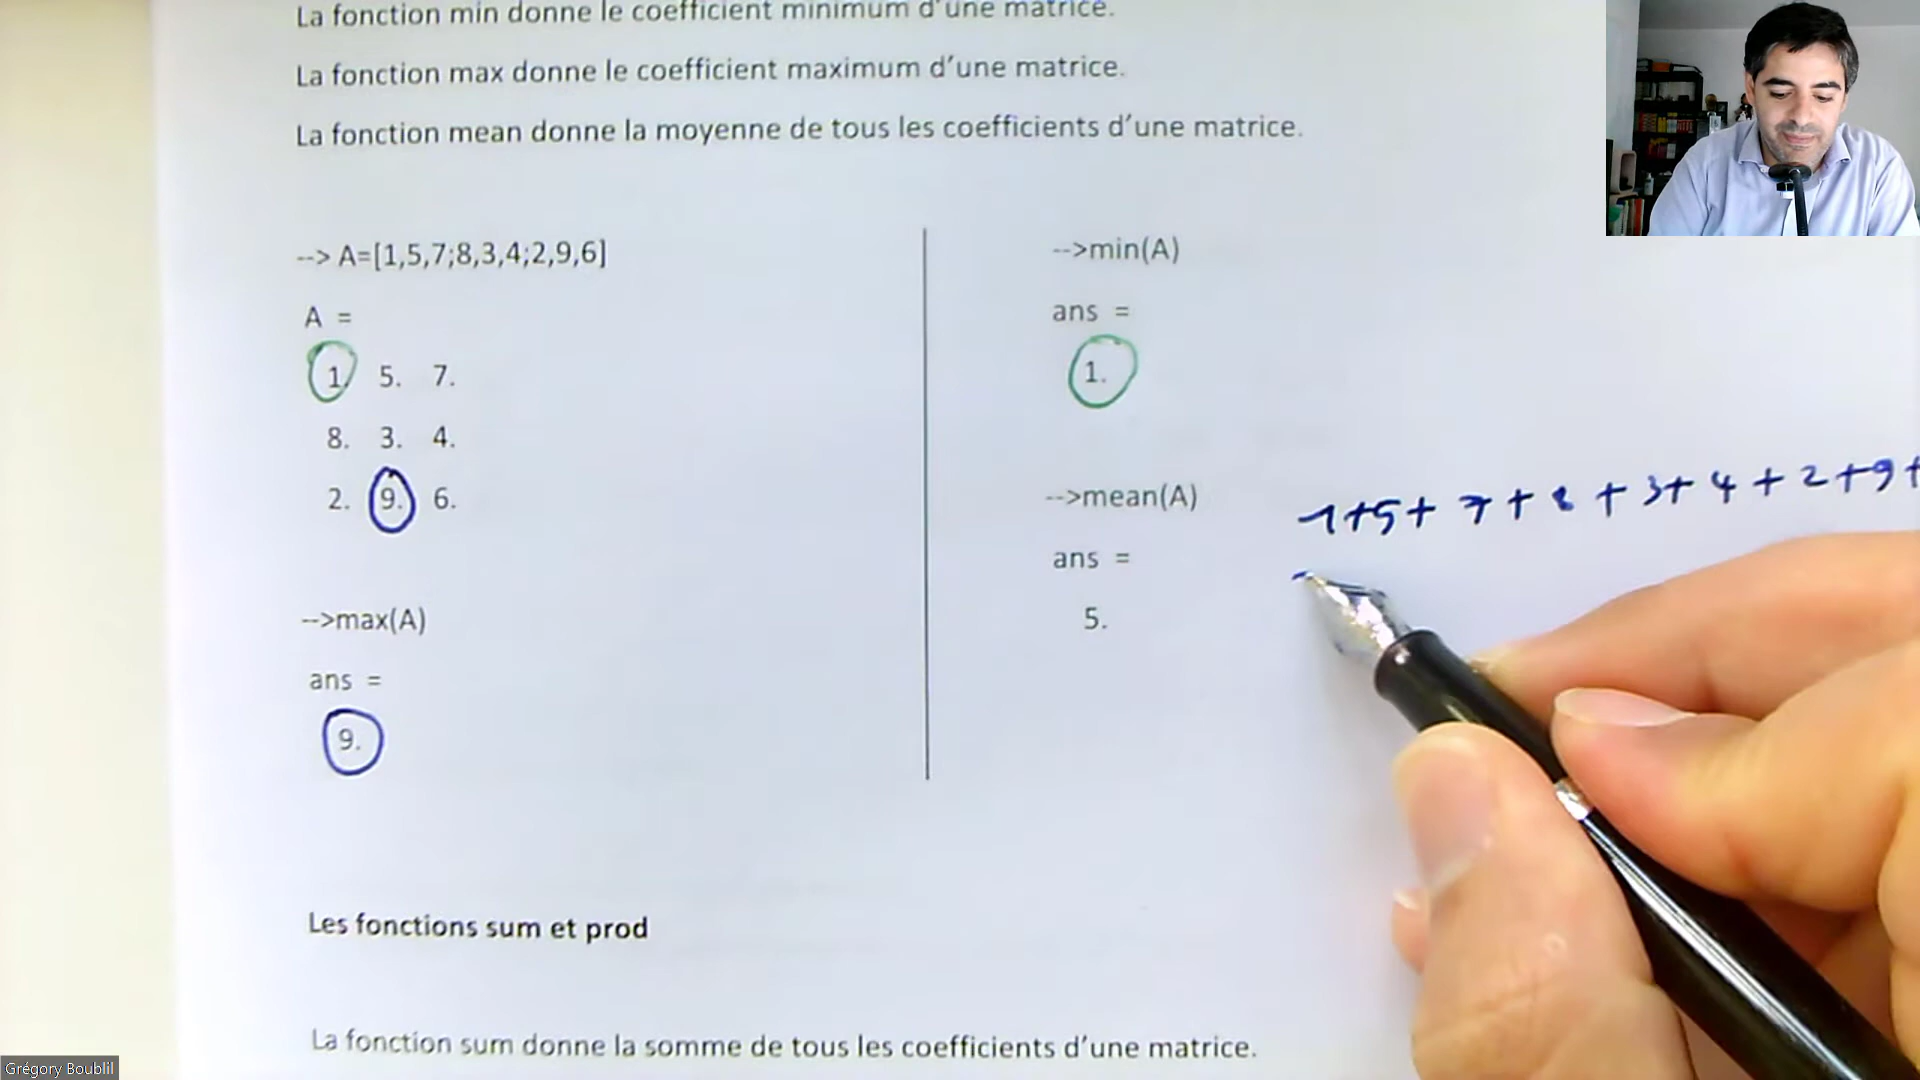 La fonction min donne le coefficient minimum d'une matrice.
La fonction max donne le coefficient maximum d'une matrice.
La fonction mean donne la moyenne de tous les coefficients d'une matrice.
--> A=[1,5,7;8,3,4;2,9,6]
A =
1. 5. 7.
8. 3. 4.
2. 9. 6.
-->max(A)
ans =
9.
-->min(A)
ans =
1.
-->mean(A)
ans =
5.
1+5+7+8+3+4+2+9+
Les fonctions sum et prod
La fonction sum donne la somme de tous les coefficients d'une matrice.
Grégory Boublil